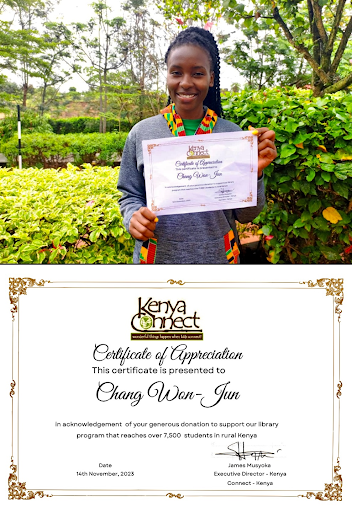 Kenya
Connect
Certificate of Appreciation
This certificate is presented to
Chang Won-Jun
Kenya
Connect
wonderful things happen when kids connect!
Certificate of Appreciation
This certificate is presented to
Chang Won-Jun
In acknowledgement of your generous donation to support our library
program that reaches over 7,500 students in rural Kenya
Date
14th November, 2023
James Musyoka
Executive Director - Kenya
Connect - Kenya